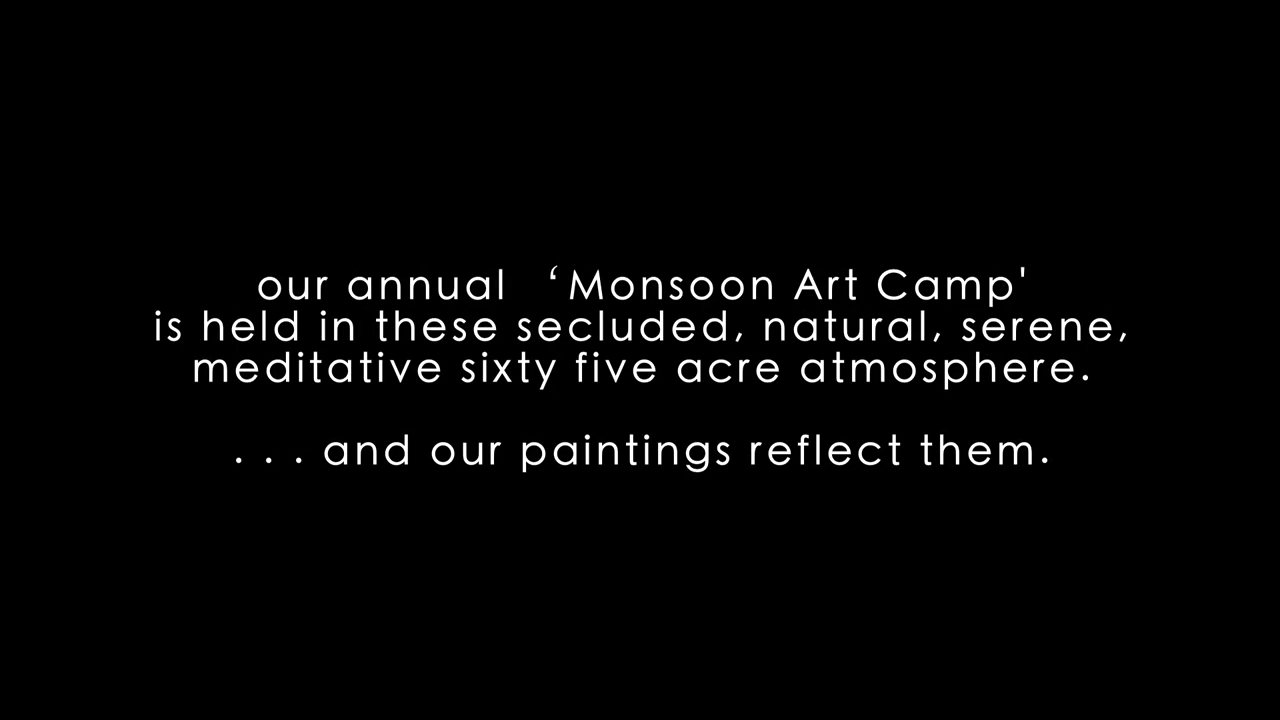 our annual ‘Monsoon Art Camp'
is held in these secluded, natural, serene,
meditative sixty five acre atmosphere.
. . . and our paintings reflect them.